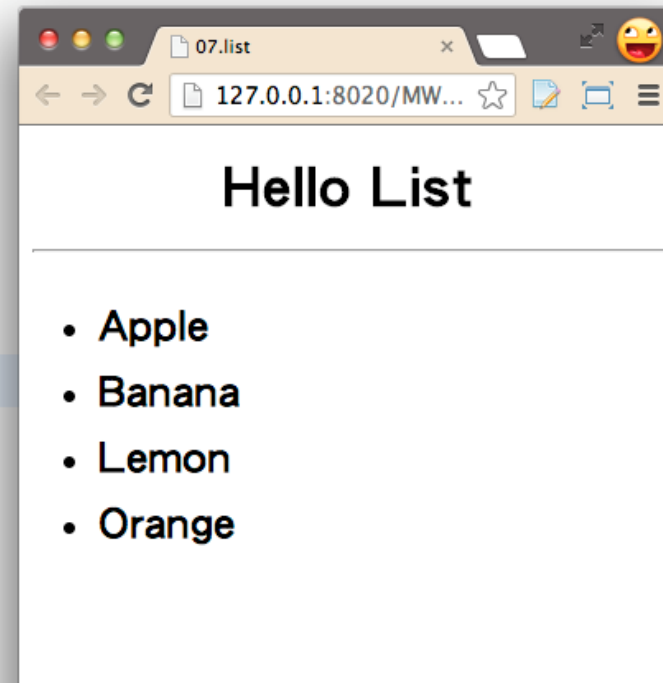 07.list
127.0.0.1:8020/MW...
Hello List
Apple
Banana
Lemon
Orange